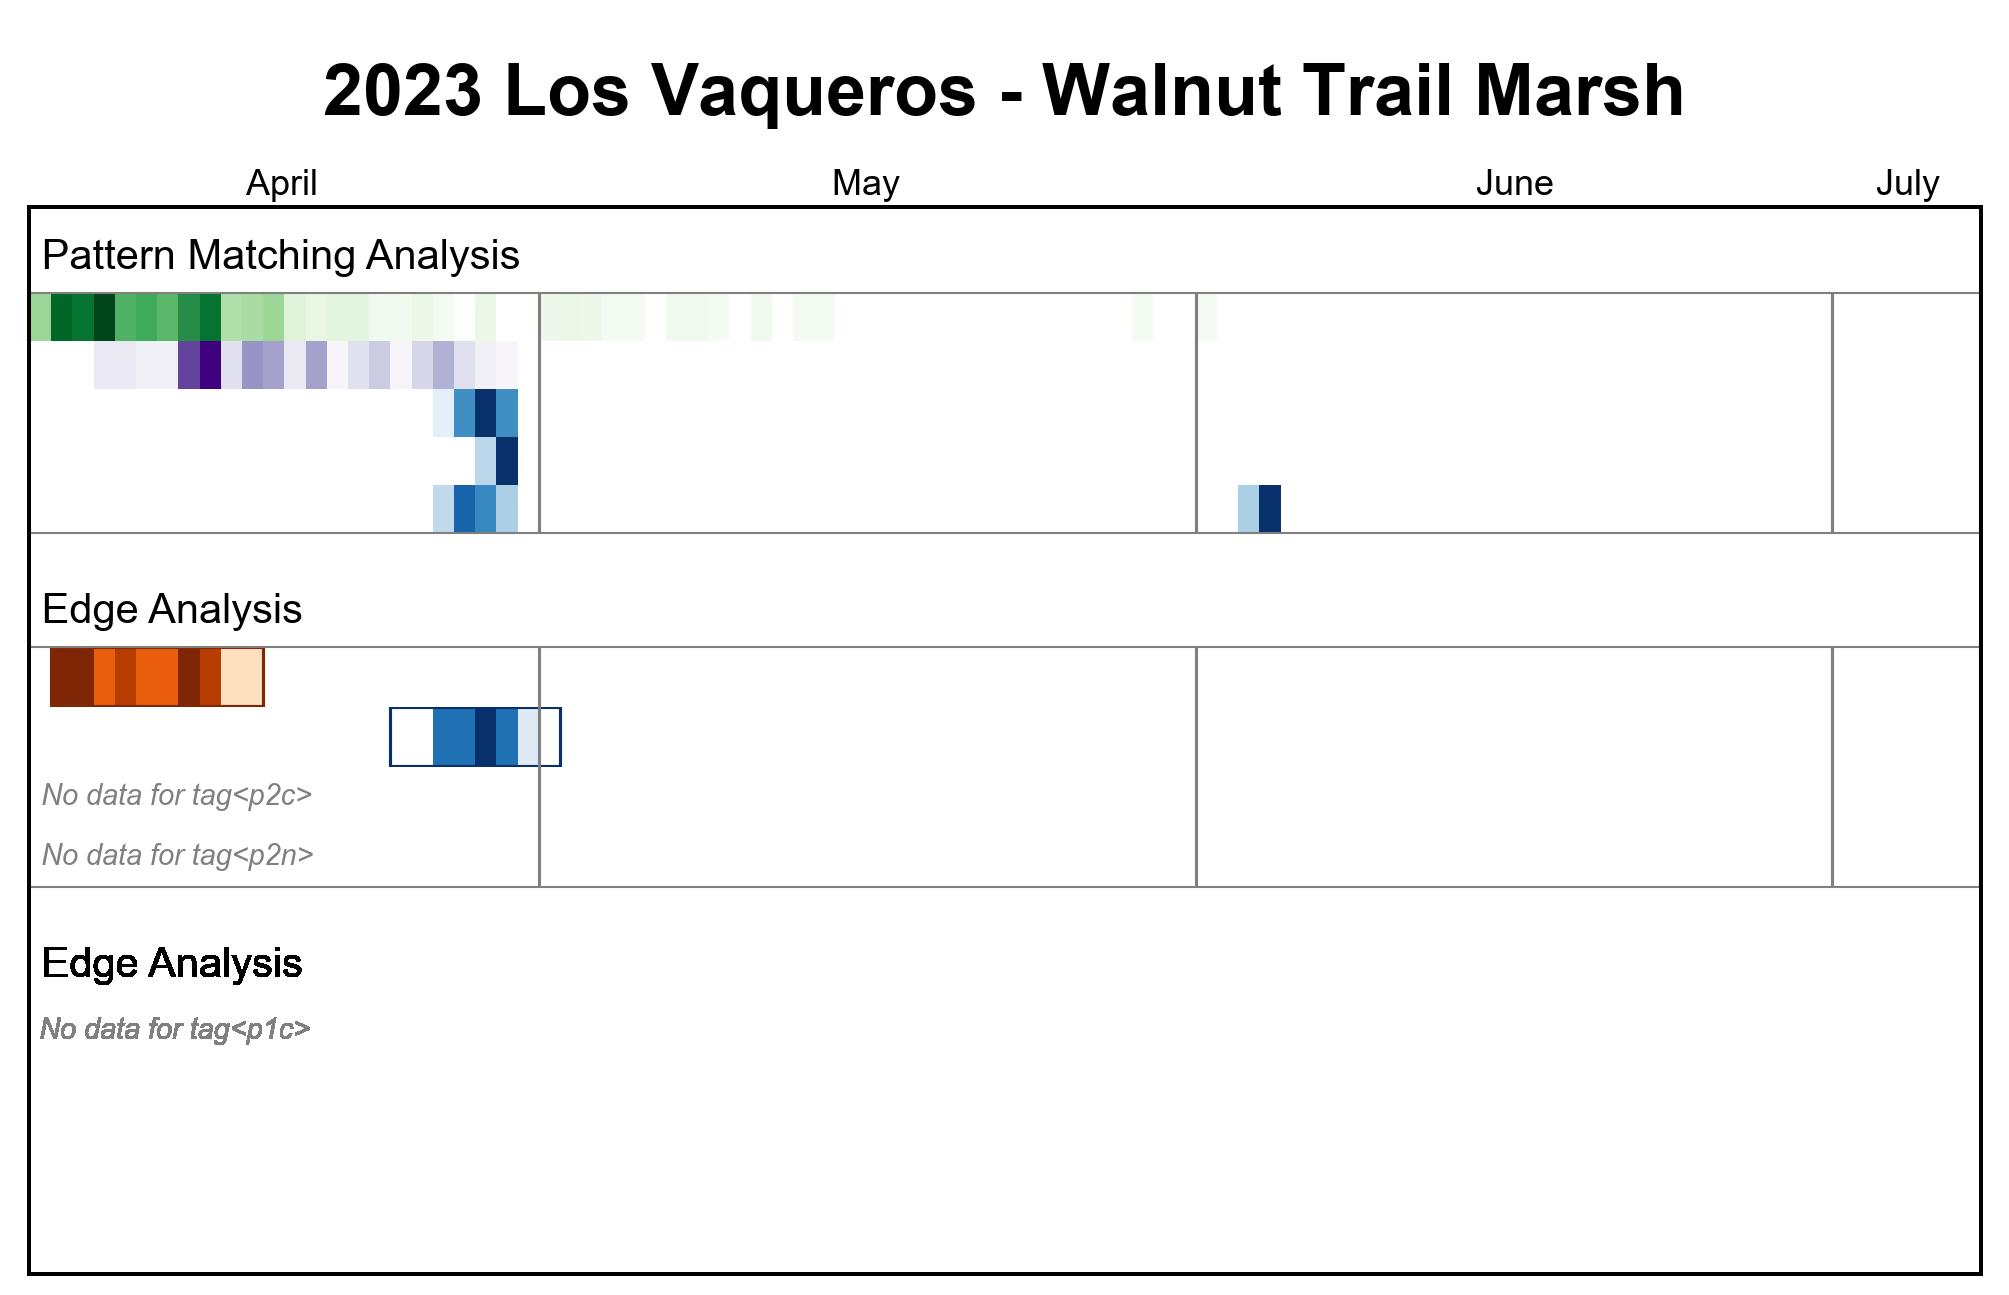 2023 Los Vaqueros - Walnut Trail Marsh
April May June July
Pattern Matching Analysis
Edge Analysis
No data for tag<p2c>
No data for tag<p2n>
Edge Analysis
No data for tag<p1c>